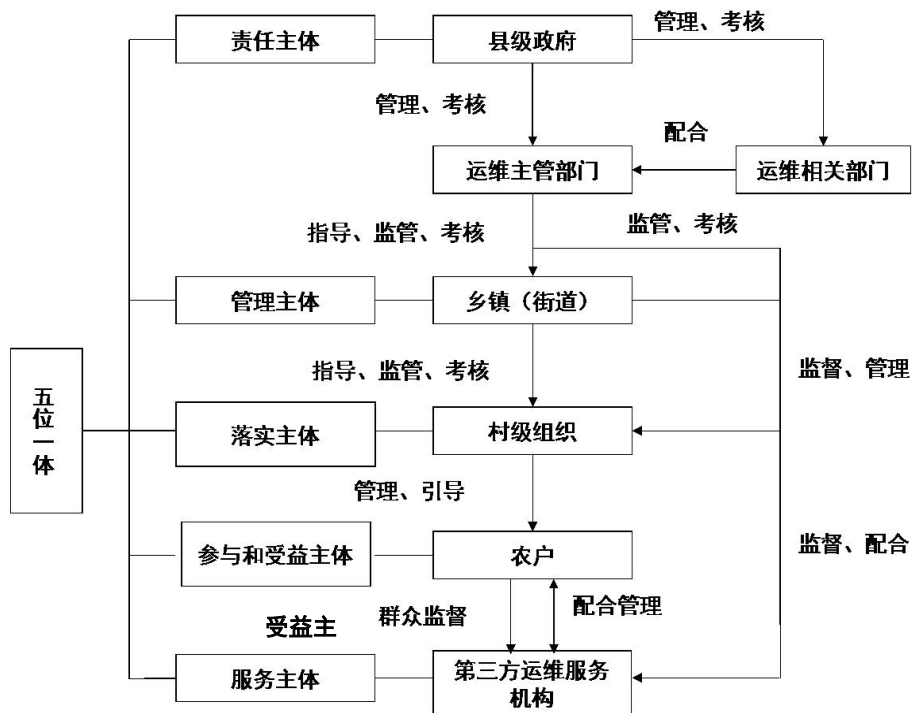 责任主体
县级政府
管理、考核
管理、考核
配合
运维主管部门
运维相关部门
指导、监管、考核
监管、考核
管理主体
乡镇（街道）
五位一体
指导、监管、考核
监督、管理
落实主体
村级组织
管理、引导
参与和受益主体
农户
监督、配合
群众监督
配合管理
受益主
服务主体
第三方运维服务
机构